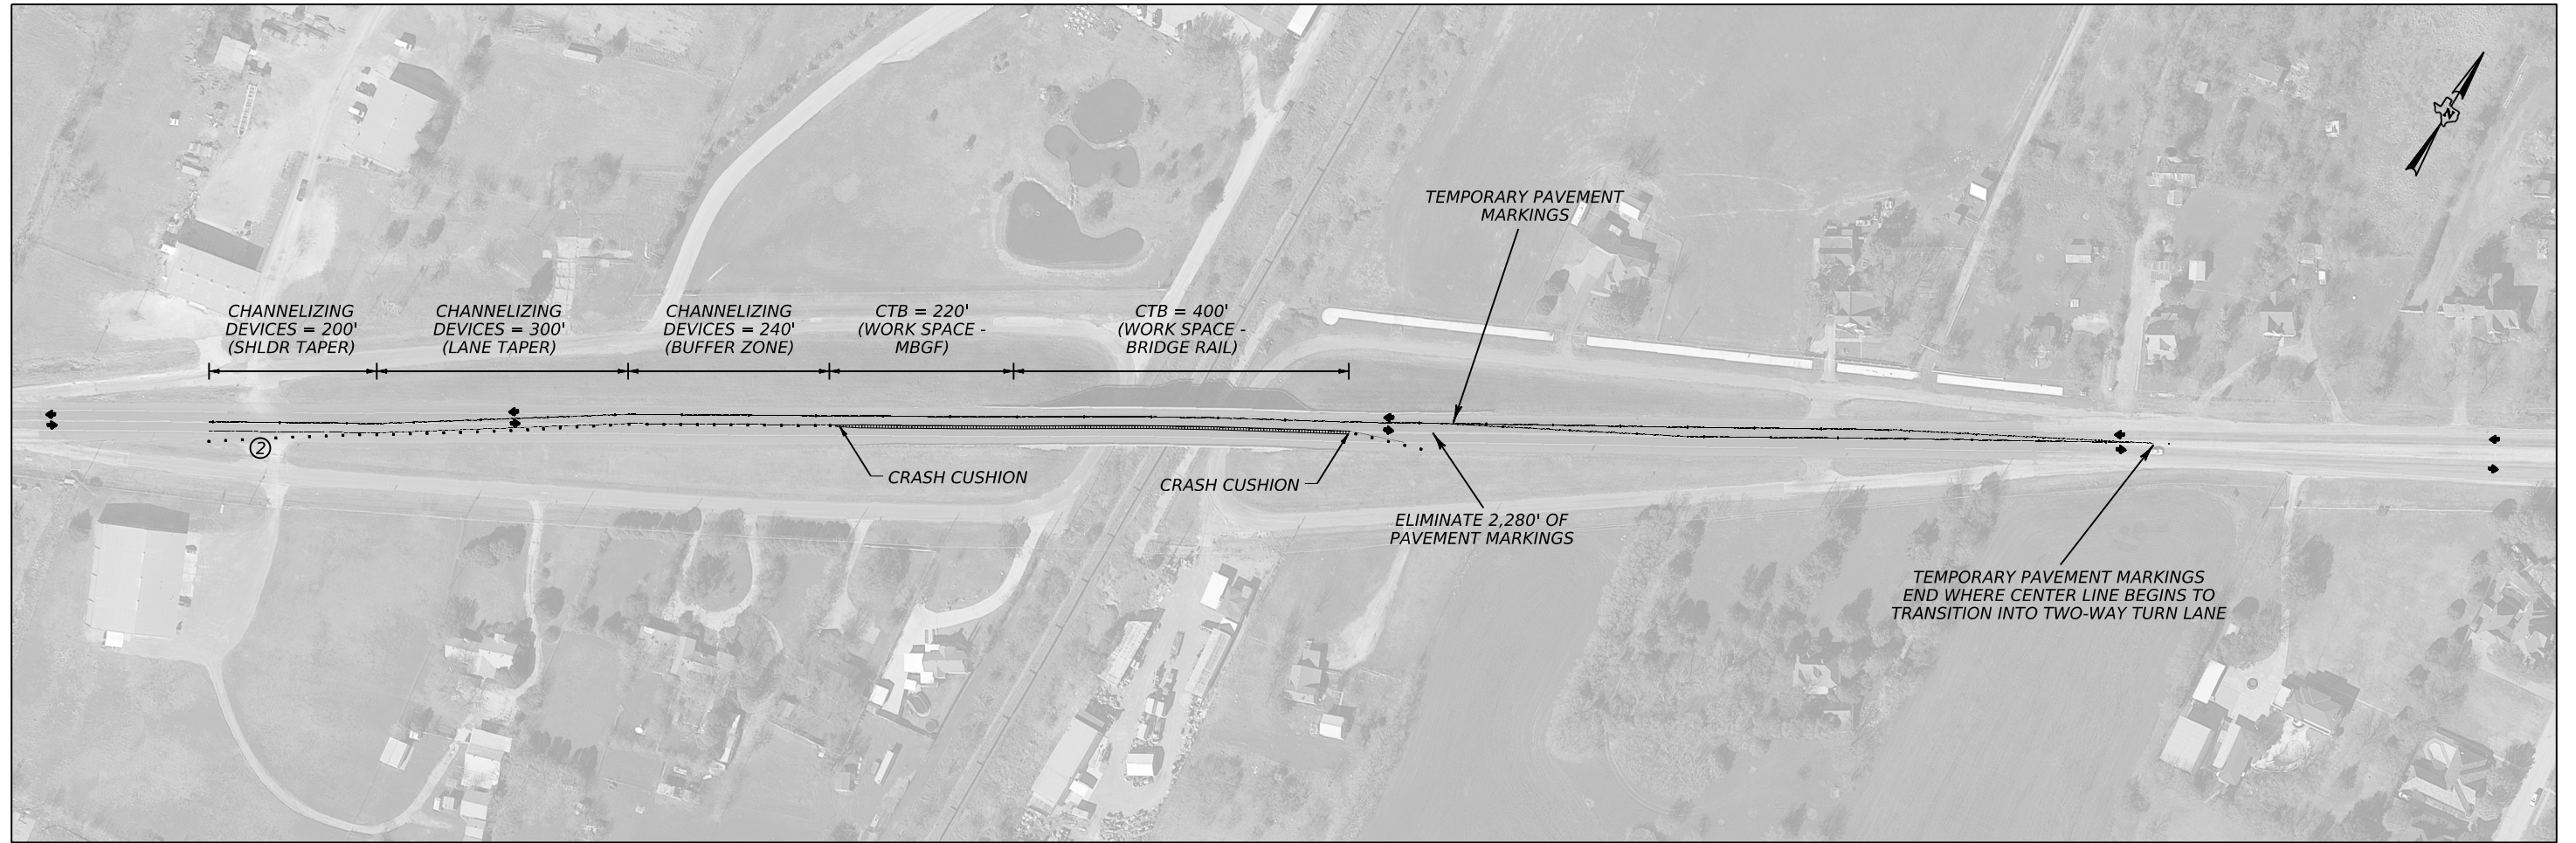 TEMPORARY PAVEMENT
MARKINGS
N
CHANNELIZING
DEVICES = 200'
(SHLDR TAPER)
CHANNELIZING
DEVICES = 300'
(LANE TAPER)
CHANNELIZING
DEVICES = 240'
(BUFFER ZONE)
CTB = 220'
(WORK SPACE -
MBGF)
CTB = 400'
(WORK SPACE -
BRIDGE RAIL)
2
CRASH CUSHION
CRASH CUSHION
ELIMINATE 2,280' OF
PAVEMENT MARKINGS
TEMPORARY PAVEMENT MARKINGS
END WHERE CENTER LINE BEGINS TO
TRANSITION INTO TWO-WAY TURN LANE